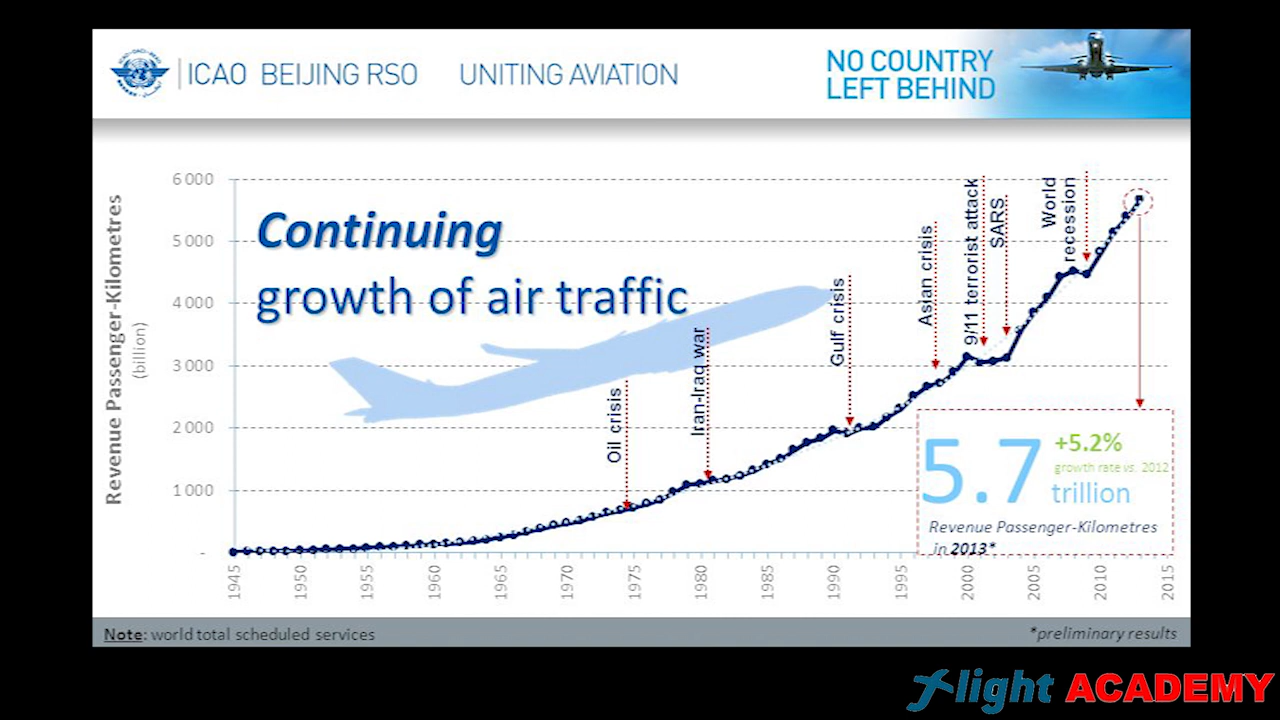 ICAO BEIJING RSO UNITING AVIATION
NO COUNTRY
LEFT BEHIND
Revenue Passenger-Kilometres
(billion)
6 000
5 000
4 000
3 000
2 000
1 000
-
Continuing
growth of air traffic
Oil crisis
Iran-Iraq war
Gulf crisis
Asian crisis
9/11 terrorist attack
SARS
World
recession
5.7
+5.2%
growth rate vs. 2012
trillion
Revenue Passenger-Kilometres
in 2013*
1945 1950 1955 1960 1965 1970 1975 1980 1985 1990 1995 2000 2005 2010 2015
Note: world total scheduled services
*preliminary results
flight ACADEMY